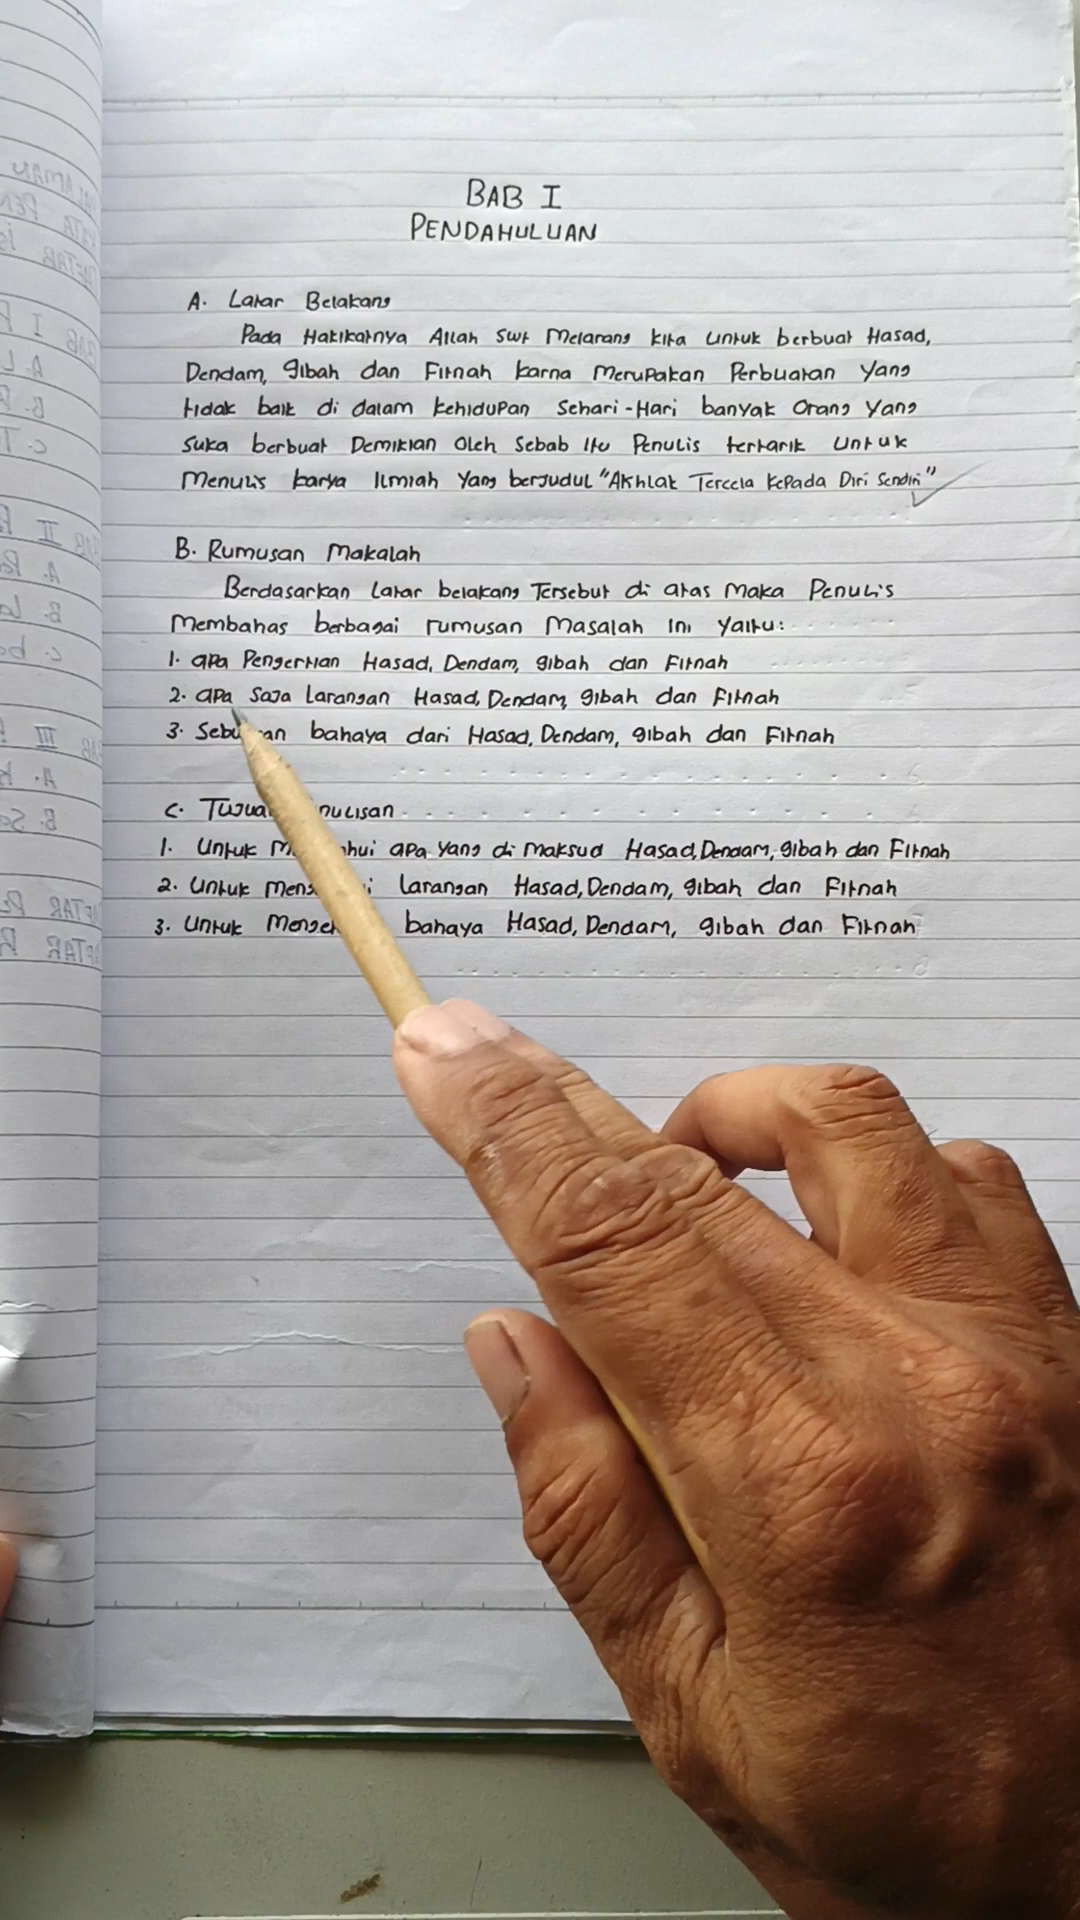 BAB I
PENDAHULUAN
A. Latar Belakang
Pada Hakikatnya Allah Swt Melarang kita untuk berbuat Hasad,
Dendam, gibah dan Fitnah karna Merupakan Perbuatan Yang
tidak baik di dalam kehidupan Sehari-Hari banyak Orang Yang
Suka berbuat Demikian Oleh Sebab Itu Penulis tertarik Untuk
Menulis karya Ilmiah Yang berjudul "Akhlak Tercela Kepada Diri Sendiri"
B. Rumusan Makalah
Berdasarkan Latar belakang Tersebut di atas Maka Penulis
Membahas berbagai rumusan Masalah Ini Yaitu:
1. apa Pengertian Hasad, Dendam, gibah dan Fitnah
2. apa Saja Larangan Hasad, Dendam, gibah dan Fitnah
3. bahaya dari Hasad, Dendam, gibah dan Fitnah
C.
1. Untuk apa Yang di maksud Hasad, Dendam, gibah dan Fitnah
2. Untuk larangan Hasad, Dendam, gibah dan Fitnah
3. Untuk bahaya Hasad, Dendam, gibah dan Fitnah